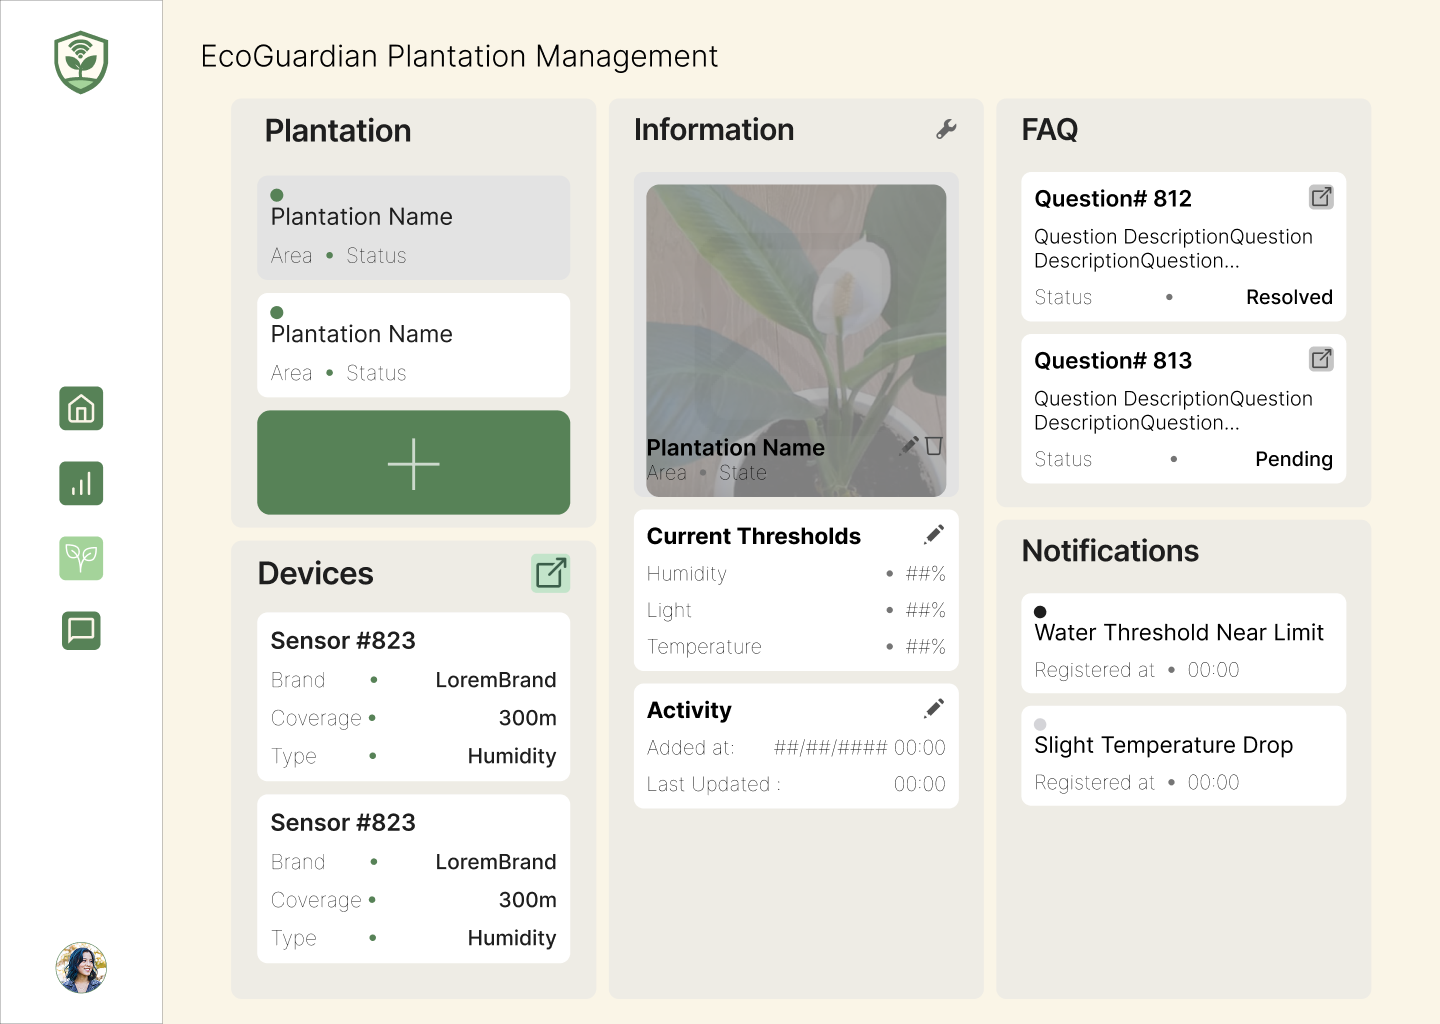 EcoGuardian Plantation Management
Plantation
Plantation Name
Area • Status
Plantation Name
Area • Status
Devices
Sensor #823
Brand • LoremBrand
Coverage • 300m
Type • Humidity
Sensor #823
Brand • LoremBrand
Coverage • 300m
Type • Humidity
Information
Plantation Name
Area • State
Current Thresholds
Humidity • ##%
Light • ##%
Temperature • ##%
Activity
Added at: ##/##/#### 00:00
Last Updated : 00:00
FAQ
Question# 812
Question DescriptionQuestion
DescriptionQuestion...
Status • Resolved
Question# 813
Question DescriptionQuestion
DescriptionQuestion...
Status • Pending
Notifications
Water Threshold Near Limit
Registered at • 00:00
Slight Temperature Drop
Registered at • 00:00